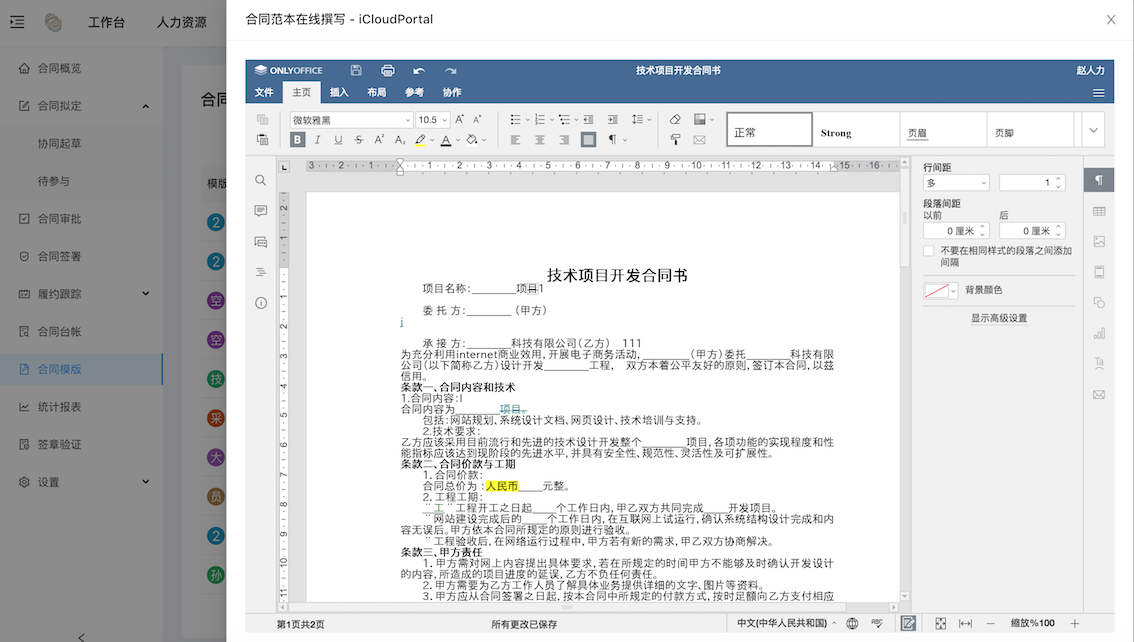 工作台
人力资源
合同范本在线撰写 - iCloudPortal
合同概览
合同拟定
协同起草
待参与
合同审批
合同签署
履约跟踪
合同台帐
合同模版
统计报表
签章验证
设置
合同
模版
2
2
空
空
技
采
大
员
2
孙
ONLYOFFICE
技术项目开发合同书
赵人力
文件 主页 插入 布局 参考 协作
微软雅黑
10.5
正常
Strong
页眉
页脚
技术项目开发合同书
项目名称:________项目1
委 托 方:________（甲方）
i
承 接 方:________科技有限公司(乙方) 111
为充分利用internet商业效用, 开展电子商务活动,________（甲方）委托________科技有限
公司(以下简称乙方)设计开发________工程, 双方本着公平友好的原则, 签订本合同, 以兹
信用。
条款一、合同内容和技术
1.合同内容:I
合同内容为________项目。
包括: 网站规划、系统设计文档、网页设计、技术培训与支持。
2.技术要求:
乙方应该采用目前流行和先进的技术设计开发整个________项目, 各项功能的实现程度和性
能指标应该达到现阶段的先进水平, 并具有安全性、规范性、灵活性及可扩展性。
条款二、合同价款与工期
1. 合同价款:
合同总价为 :人民币____元整。
2. 工程工期:
¨工¨工程开工之日起____个工作日内, 甲乙双方共同完成____开发项目。
¨网站建设完成后的____个工作日内, 在互联网上试运行, 确认系统结构设计完成和内
容无误后。甲方依本合同所规定的原则进行验收。
¨工程验收后, 在网络运行过程中, 甲方若有新的需求, 甲乙双方协商解决。
条款三、甲方责任
1. 甲方需对网上内容提出具体要求, 若在所规定的时间甲方不能够及时确认开发设计
的内容, 所造成的项目进度的延误, 乙方不负任何责任。
2. 甲方需要为乙方工作人员了解具体业务提供详细的文字、图片等资料。
3. 甲方应从合同签署之日起, 按本合同中所规定的付款方式, 按时足额向乙方支付相应
行间距
多
1
段落间距
以前
后
0 厘米
0 厘米
不要在相同样式的段落之间添加
间隔
背景颜色
显示高级设置
第1页共2页
所有更改已保存
中文(中华人民共和国)
缩放%100